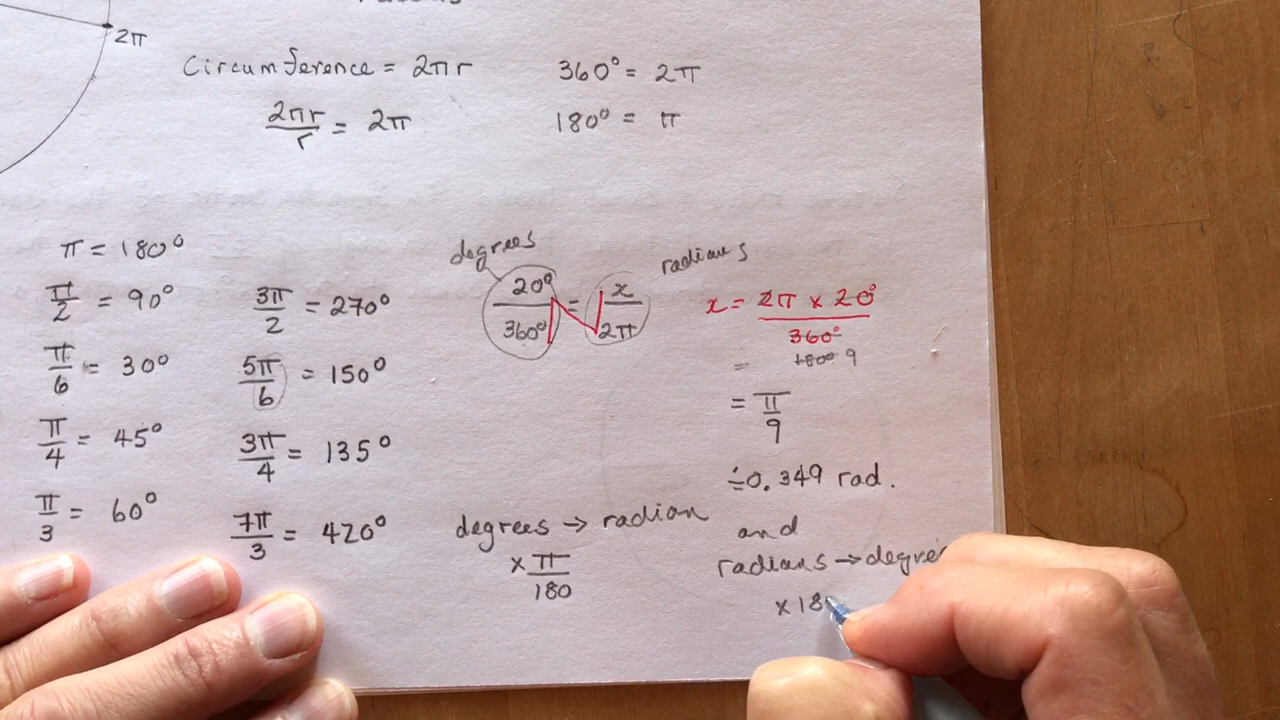 2π
Circumference = 2πr
2πr/r = 2π
360° = 2π
180° = π
π = 180°
π/2 = 90°
π/6 = 30°
π/4 = 45°
π/3 = 60°
3π/2 = 270°
5π/6 = 150°
3π/4 = 135°
7π/3 = 420°
degrees
radians
20°/360° = x/2π
x = 2π × 20°/360°
=
180° 9
= π/9
≐0.349 rad.
degrees → radian
× π/180
and
radians → degre
× 18